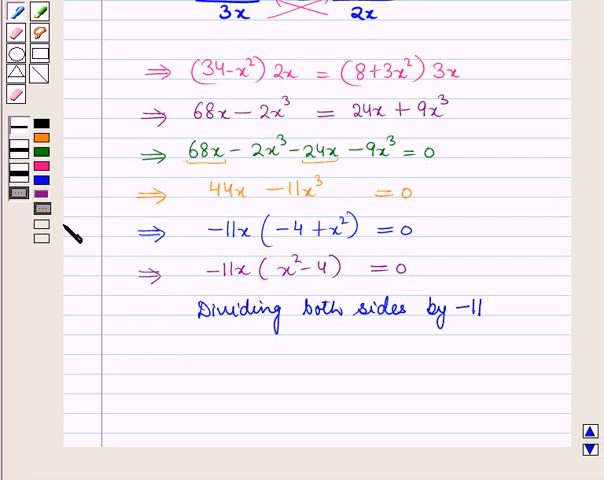 3x 2x
⇒ (34-x²) 2x = (8+3x²) 3x
⇒ 68x - 2x³ = 24x + 9x³
⇒ 68x - 2x³ - 24x - 9x³ = 0
⇒ 44x - 11x³ = 0
⇒ -11x (-4 + x²) = 0
⇒ -11x (x² - 4) = 0
Dividing both sides by -11